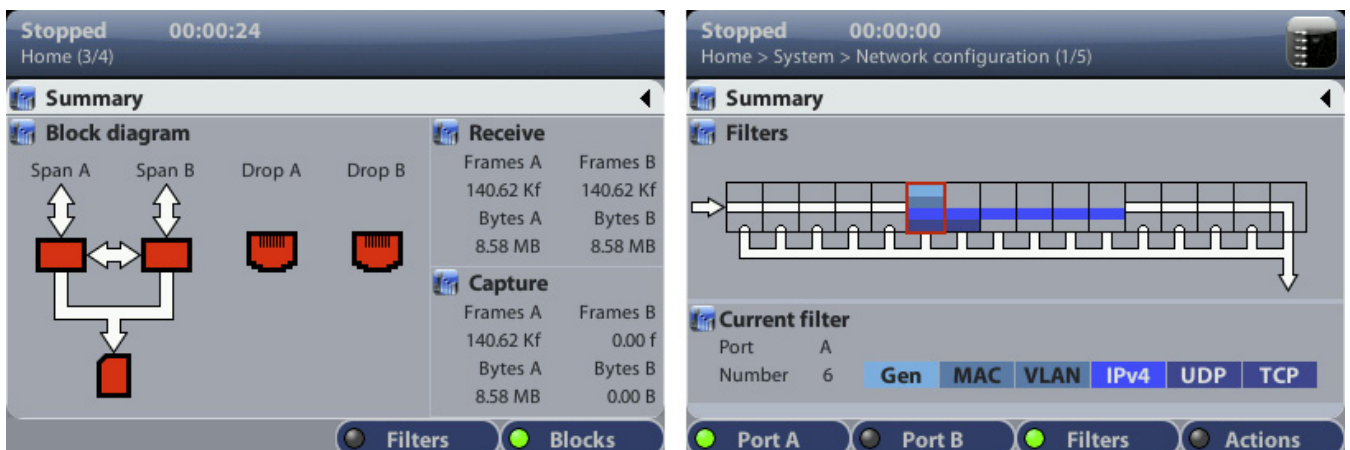 Stopped 00:00:24
Home (3/4)
Summary
Block diagram
Span A Span B Drop A Drop B
Receive
Frames A Frames B
140.62 Kf 140.62 Kf
Bytes A Bytes B
8.58 MB 8.58 MB
Capture
Frames A Frames B
140.62 Kf 0.00 f
Bytes A Bytes B
8.58 MB 0.00 B
Filters Blocks
Stopped 00:00:00
Home > System > Network configuration (1/5)
Summary
Filters
Current filter
Port A
Number 6 Gen MAC VLAN IPv4 UDP TCP
Port A Port B Filters Actions